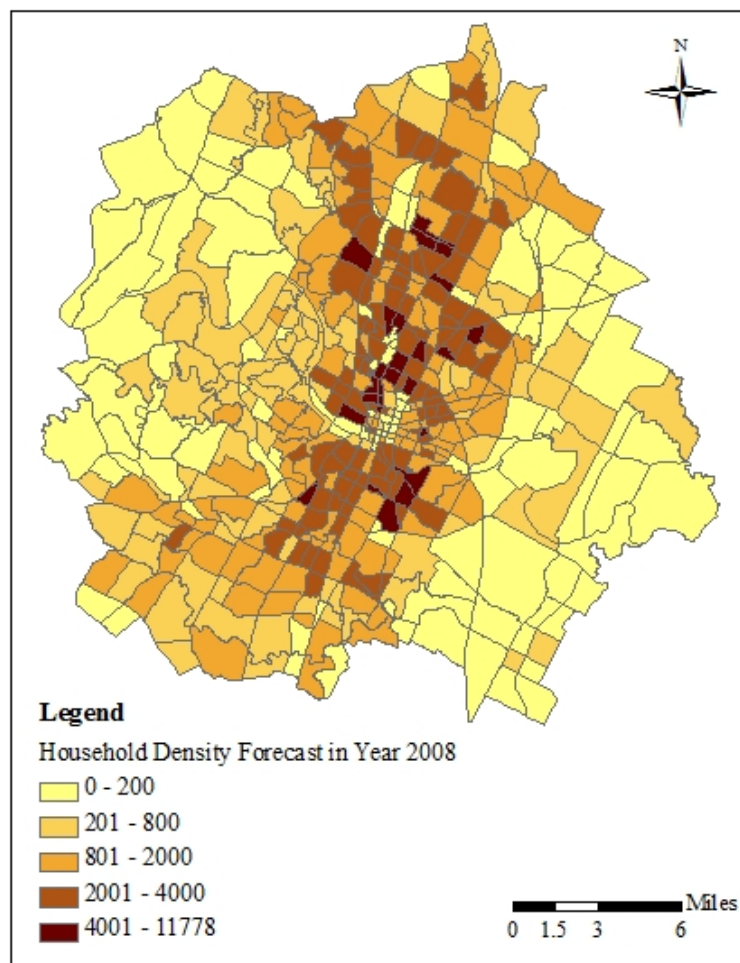 N
Legend
Household Density Forecast in Year 2008
0 - 200
201 - 800
801 - 2000
2001 - 4000
4001 - 11778
Miles
0 1.5 3 6